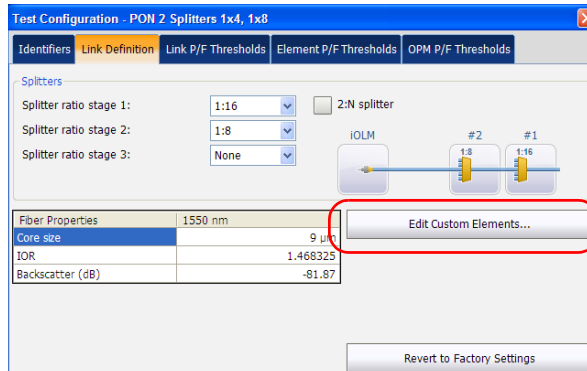 Test Configuration - PON 2 Splitters 1x4, 1x8
Identifiers Link Definition Link P/F Thresholds Element P/F Thresholds OPM P/F Thresholds
Splitters
Splitter ratio stage 1: 1:16 2:N splitter
Splitter ratio stage 2: 1:8
Splitter ratio stage 3: None
iOLM #2 #1
1:8 1:16
Fiber Properties 1550 nm
Core size 9 µm
IOR 1.468325
Backscatter (dB) -81.87
Edit Custom Elements...
Revert to Factory Settings